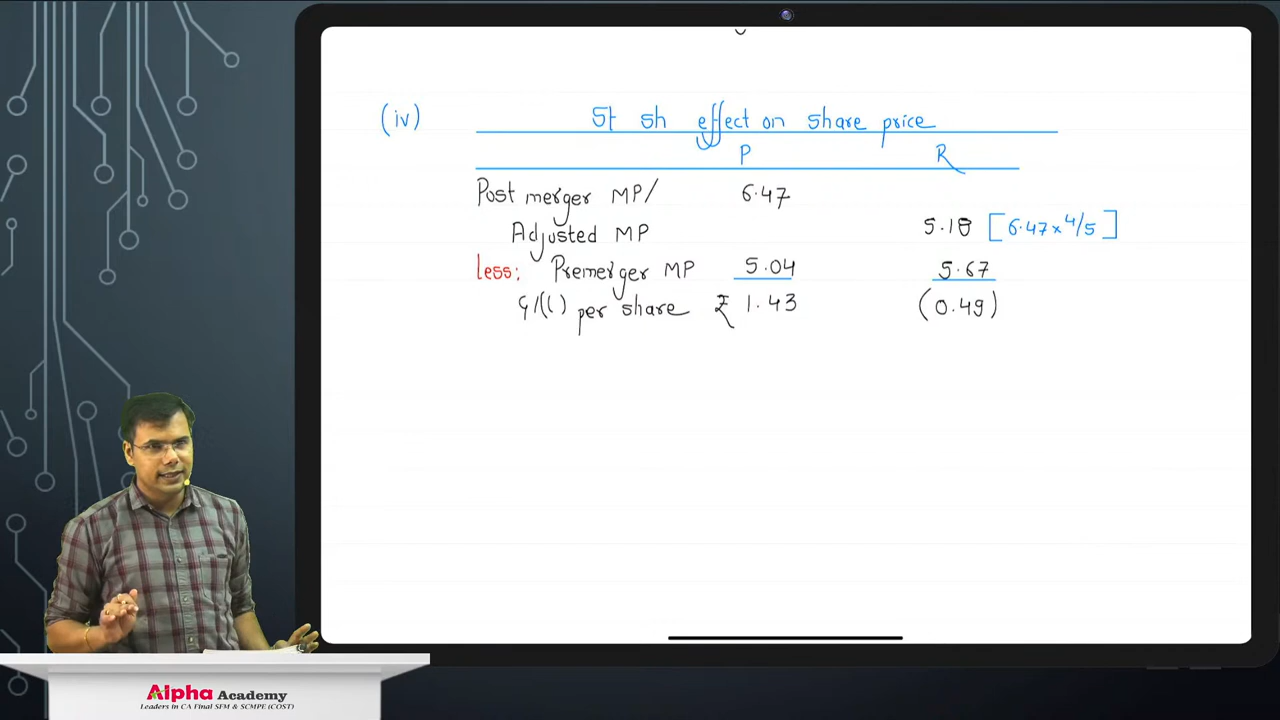 (iv) St sh effect on share price
P R
Post merger MP/ 6.47
Adjusted MP 5.18 [6.47 x 4/5]
less: Premerger MP 5.04 5.67
G/(L) per share ₹ 1.43 (0.49)
Alpha Academy
Leaders in CA Final SFM & SCMPE (COST)